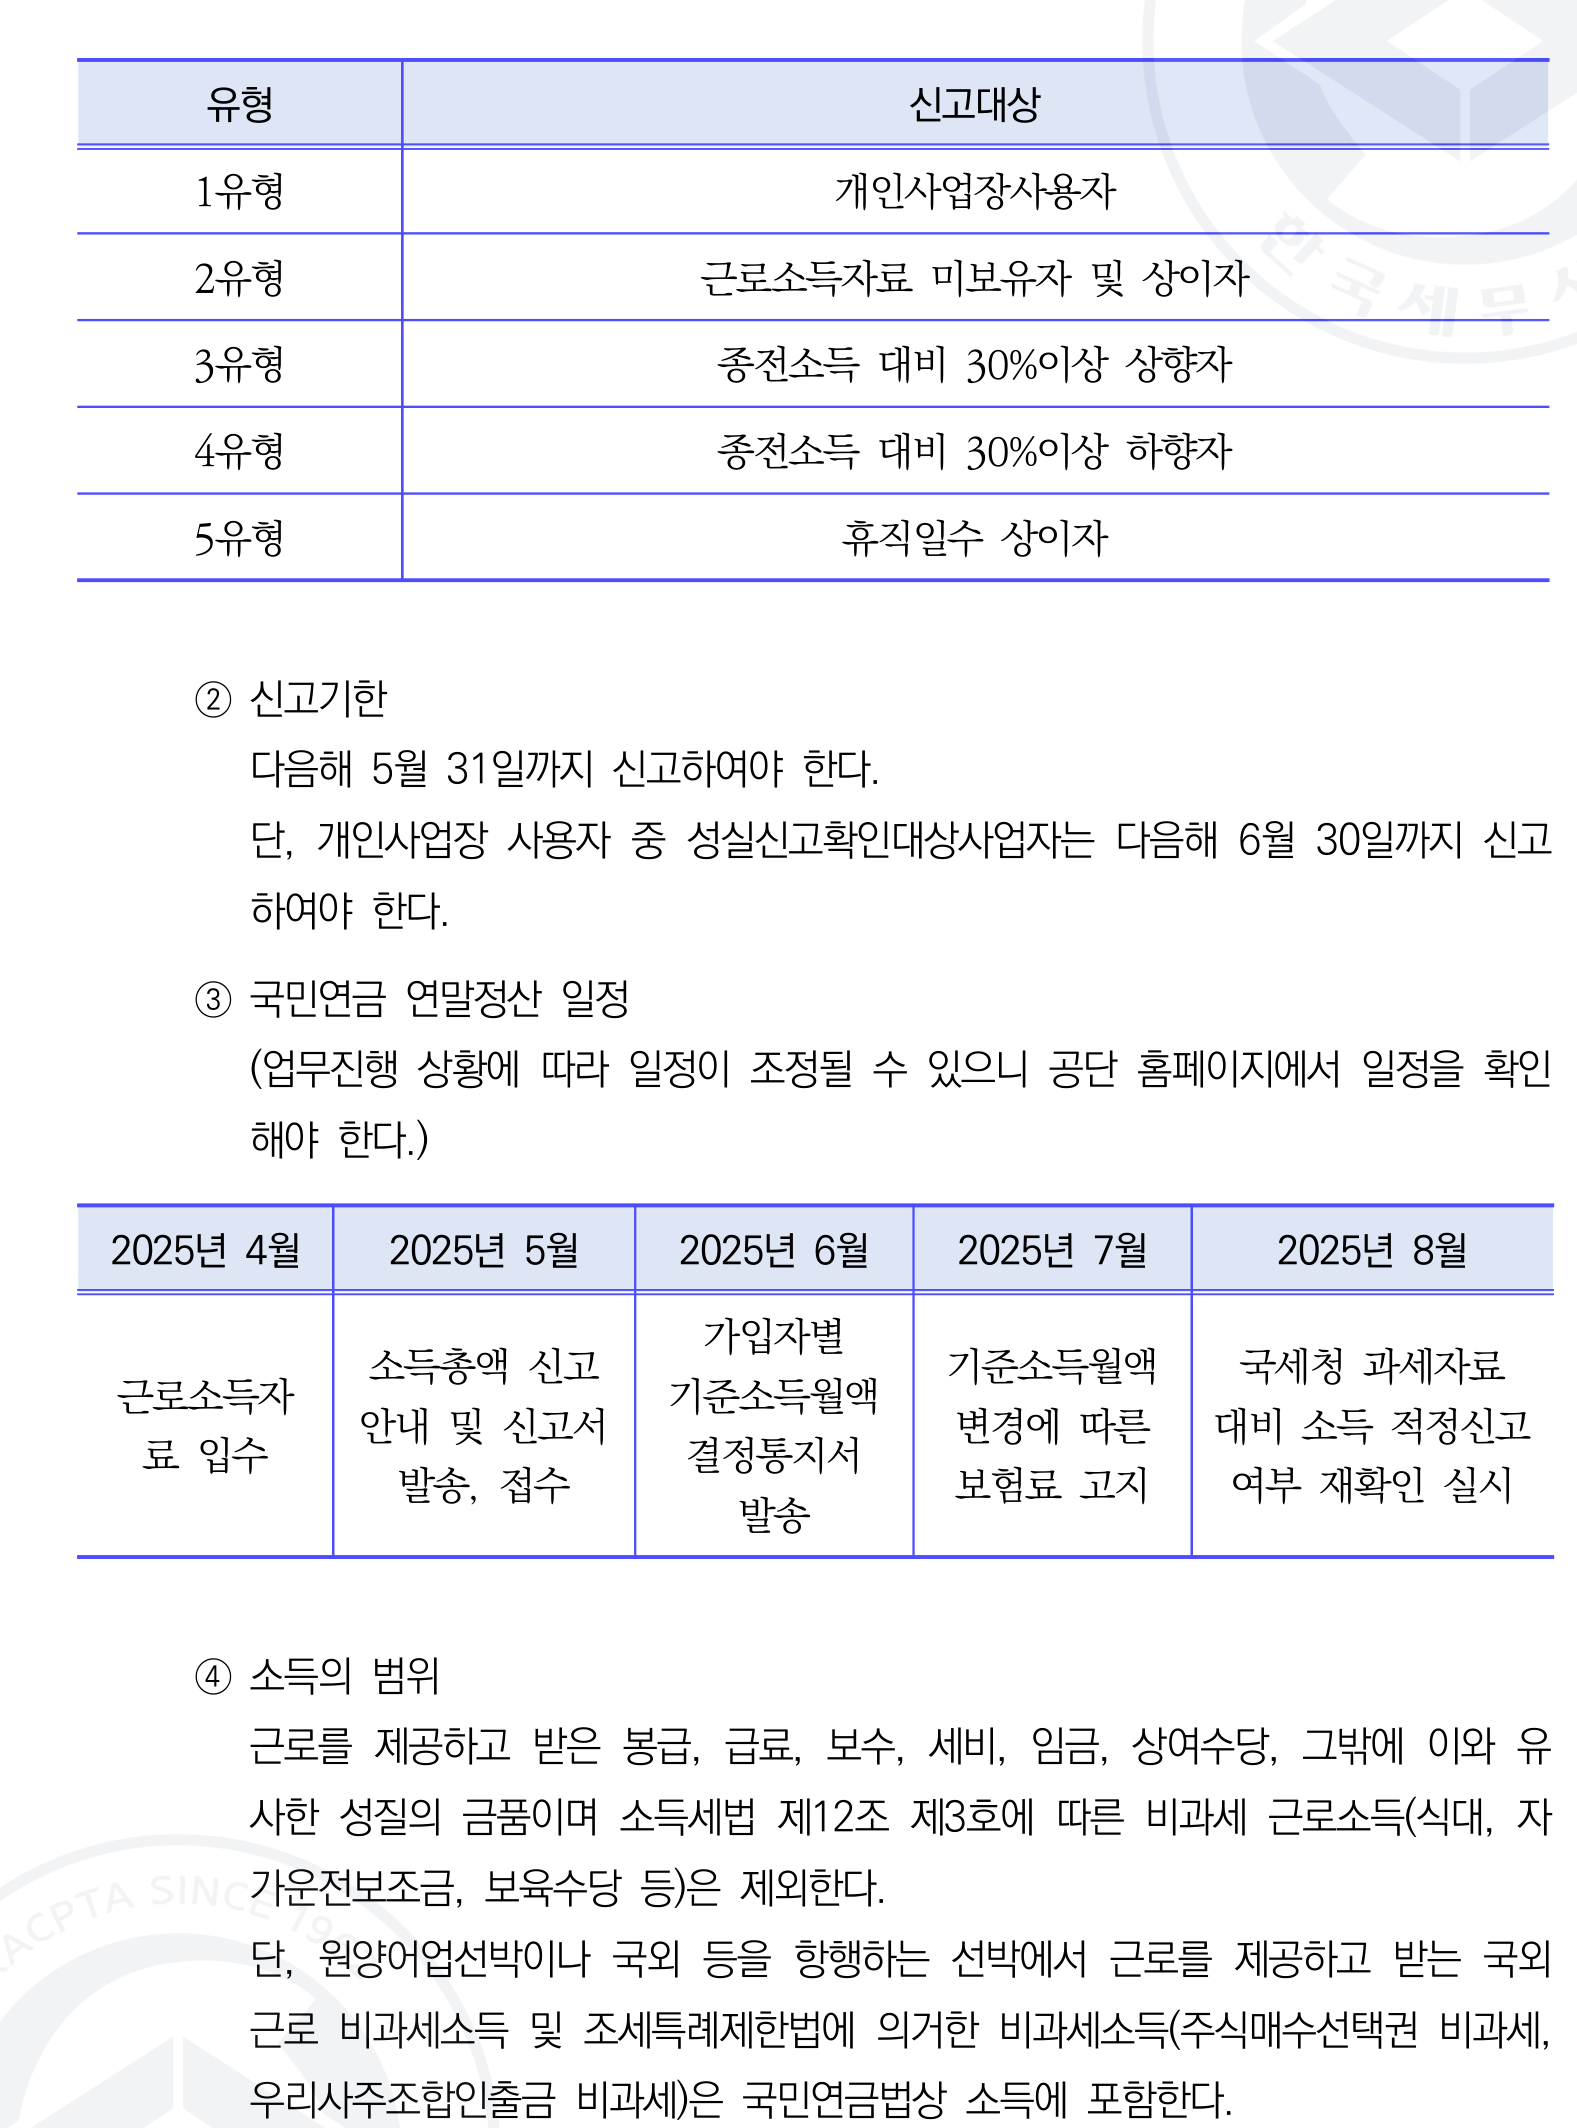 유형 신고대상
1유형 개인사업장사용자
2유형 근로소득자료 미보유자 및 상이자
3유형 종전소득 대비 30%이상 상향자
4유형 종전소득 대비 30%이상 하향자
5유형 휴직일수 상이자
한국세무사
② 신고기한
다음해 5월 31일까지 신고하여야 한다.
단, 개인사업장 사용자 중 성실신고확인대상사업자는 다음해 6월 30일까지 신고
하여야 한다.
③ 국민연금 연말정산 일정
(업무진행 상황에 따라 일정이 조정될 수 있으니 공단 홈페이지에서 일정을 확인
해야 한다.)
2025년 4월 2025년 5월 2025년 6월 2025년 7월 2025년 8월
근로소득자
료 입수
소득총액 신고
안내 및 신고서
발송, 접수
가입자별
기준소득월액
결정통지서
발송
기준소득월액
변경에 따른
보험료 고지
국세청 과세자료
대비 소득 적정신고
여부 재확인 실시
④ 소득의 범위
근로를 제공하고 받은 봉급, 급료, 보수, 세비, 임금, 상여수당, 그밖에 이와 유
사한 성질의 금품이며 소득세법 제12조 제3호에 따른 비과세 근로소득(식대, 자
가운전보조금, 보육수당 등)은 제외한다.
단, 원양어업선박이나 국외 등을 항행하는 선박에서 근로를 제공하고 받는 국외
근로 비과세소득 및 조세특례제한법에 의거한 비과세소득(주식매수선택권 비과세,
우리사주조합인출금 비과세)은 국민연금법상 소득에 포함한다.
ACPTA SINCE 19